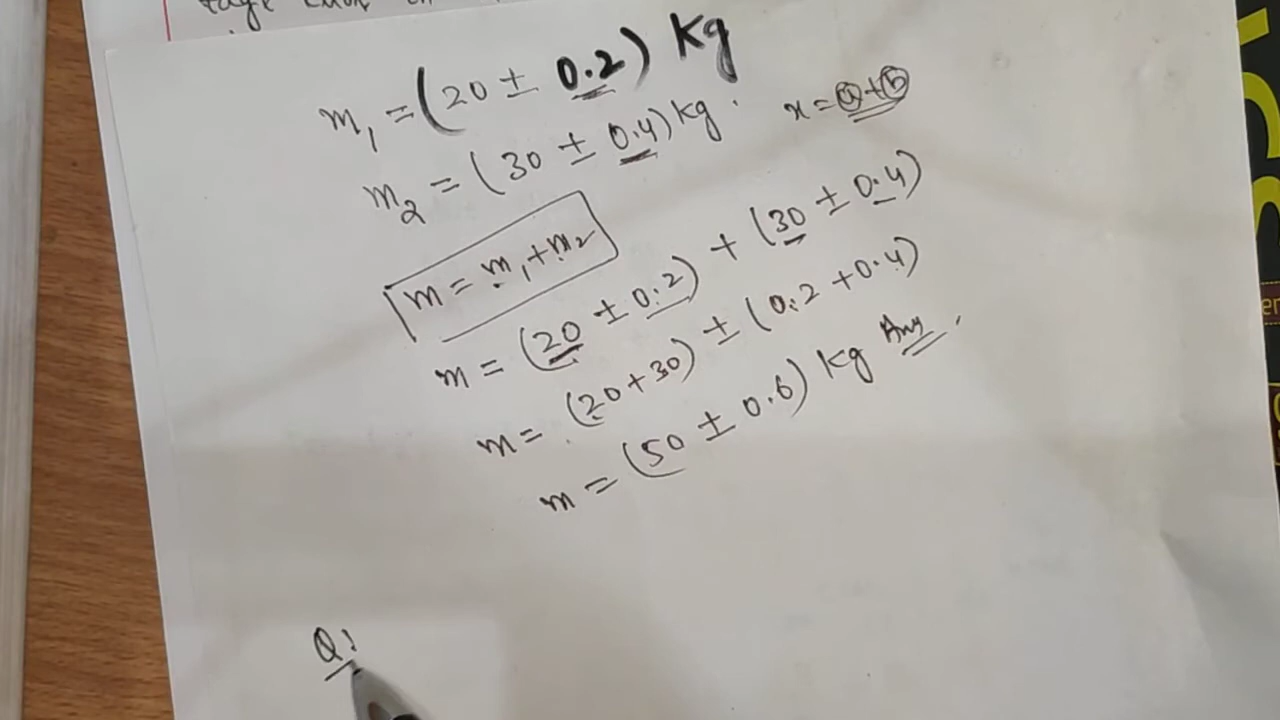 m₁ = (20 ± 0.2) Kg
m₂ = (30 ± 0.4) kg. x = a+b
m = m₁+m₂
m = (20 ± 0.2) + (30 ± 0.4)
m = (20+30) ± (0.2 +0.4)
m = (50 ± 0.6) kg Ans.
Q: